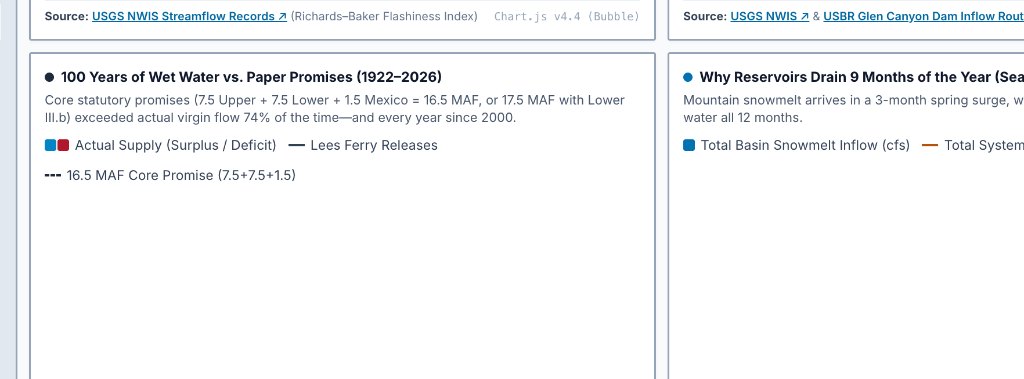 Source: USGS NWIS Streamflow Records ↗ (Richards–Baker Flashiness Index) Chart.js v4.4 (Bubble)
Source: USGS NWIS ↗ & USBR Glen Canyon Dam Inflow Rout
100 Years of Wet Water vs. Paper Promises (1922–2026)
Core statutory promises (7.5 Upper + 7.5 Lower + 1.5 Mexico = 16.5 MAF, or 17.5 MAF with Lower
III.b) exceeded actual virgin flow 74% of the time—and every year since 2000.
Actual Supply (Surplus / Deficit) Lees Ferry Releases
16.5 MAF Core Promise (7.5+7.5+1.5)
Why Reservoirs Drain 9 Months of the Year (Sea
Mountain snowmelt arrives in a 3-month spring surge, w
water all 12 months.
Total Basin Snowmelt Inflow (cfs) Total System